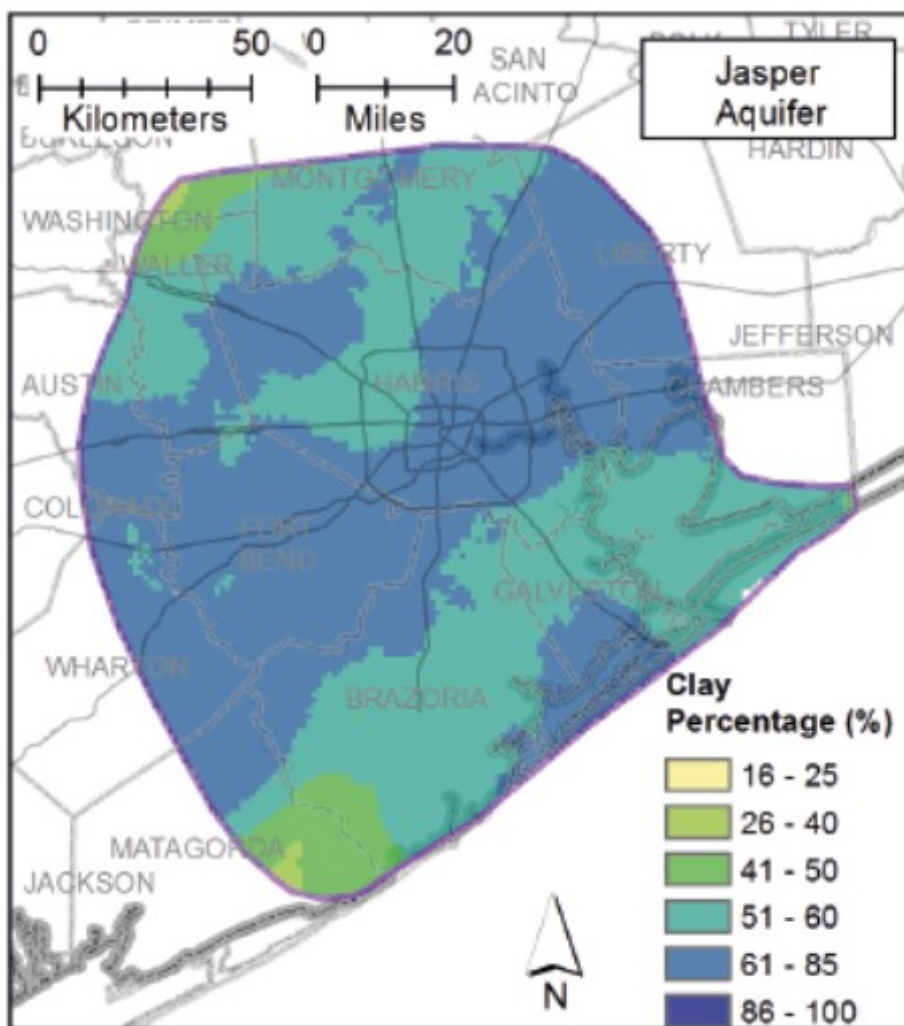 0 50 0 20
Kilometers
Miles
SAN
ACINTO
TYLER
Jasper
Aquifer
HARDIN
MONTGOMERY
WASHINGTON
WALLER
LIBERTY
JEFFERSON
AUSTIN
HARRIS
CHAMBERS
FORT
BEND
GALVESTON
WHARTON
BRAZORIA
MATAGORDA
JACKSON
Clay
Percentage (%)
16 - 25
26 - 40
41 - 50
51 - 60
61 - 85
86 - 100
N